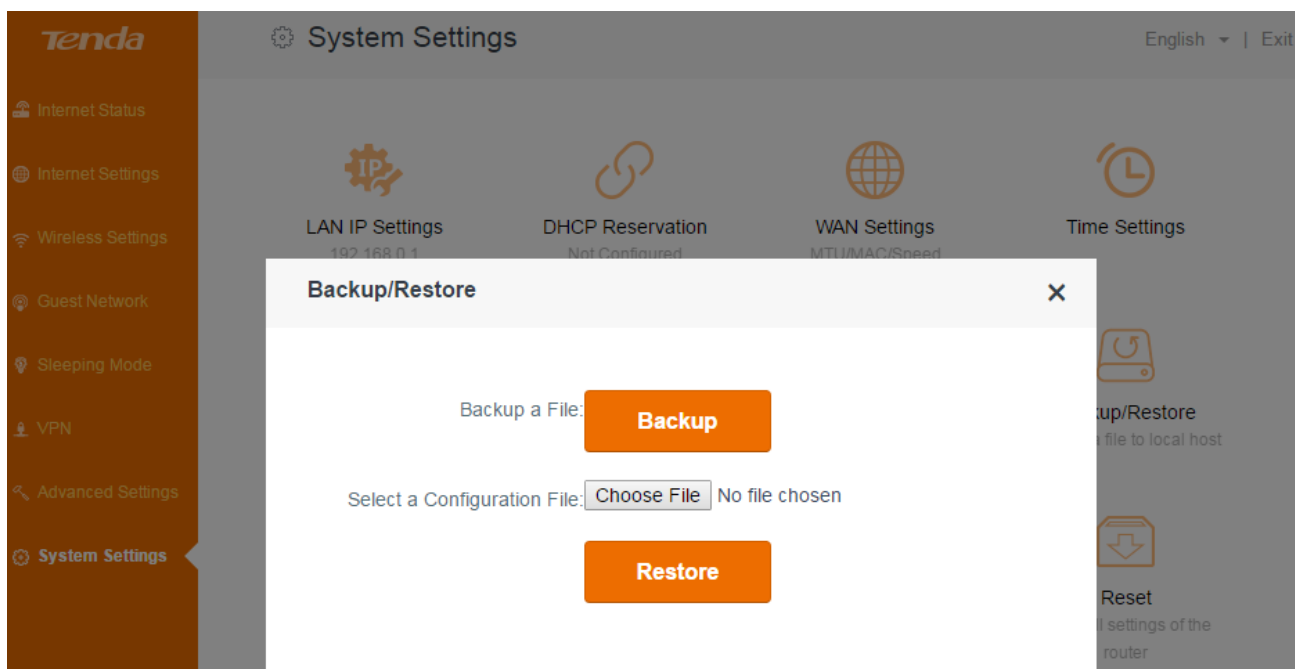 Tenda
System Settings
English | Exit
Internet Status
Internet Settings
Wireless Settings
Guest Network
Sleeping Mode
VPN
Advanced Settings
System Settings
IP
LAN IP Settings
DHCP Reservation
WAN Settings
Time Settings
192.168.0.1
Not Configured
MTU/MAC/Speed
Backup/Restore
×
Backup a File:
Backup
Select a Configuration File:
Choose File
No file chosen
Restore
up/Restore
file to local host
Reset
settings of the
router